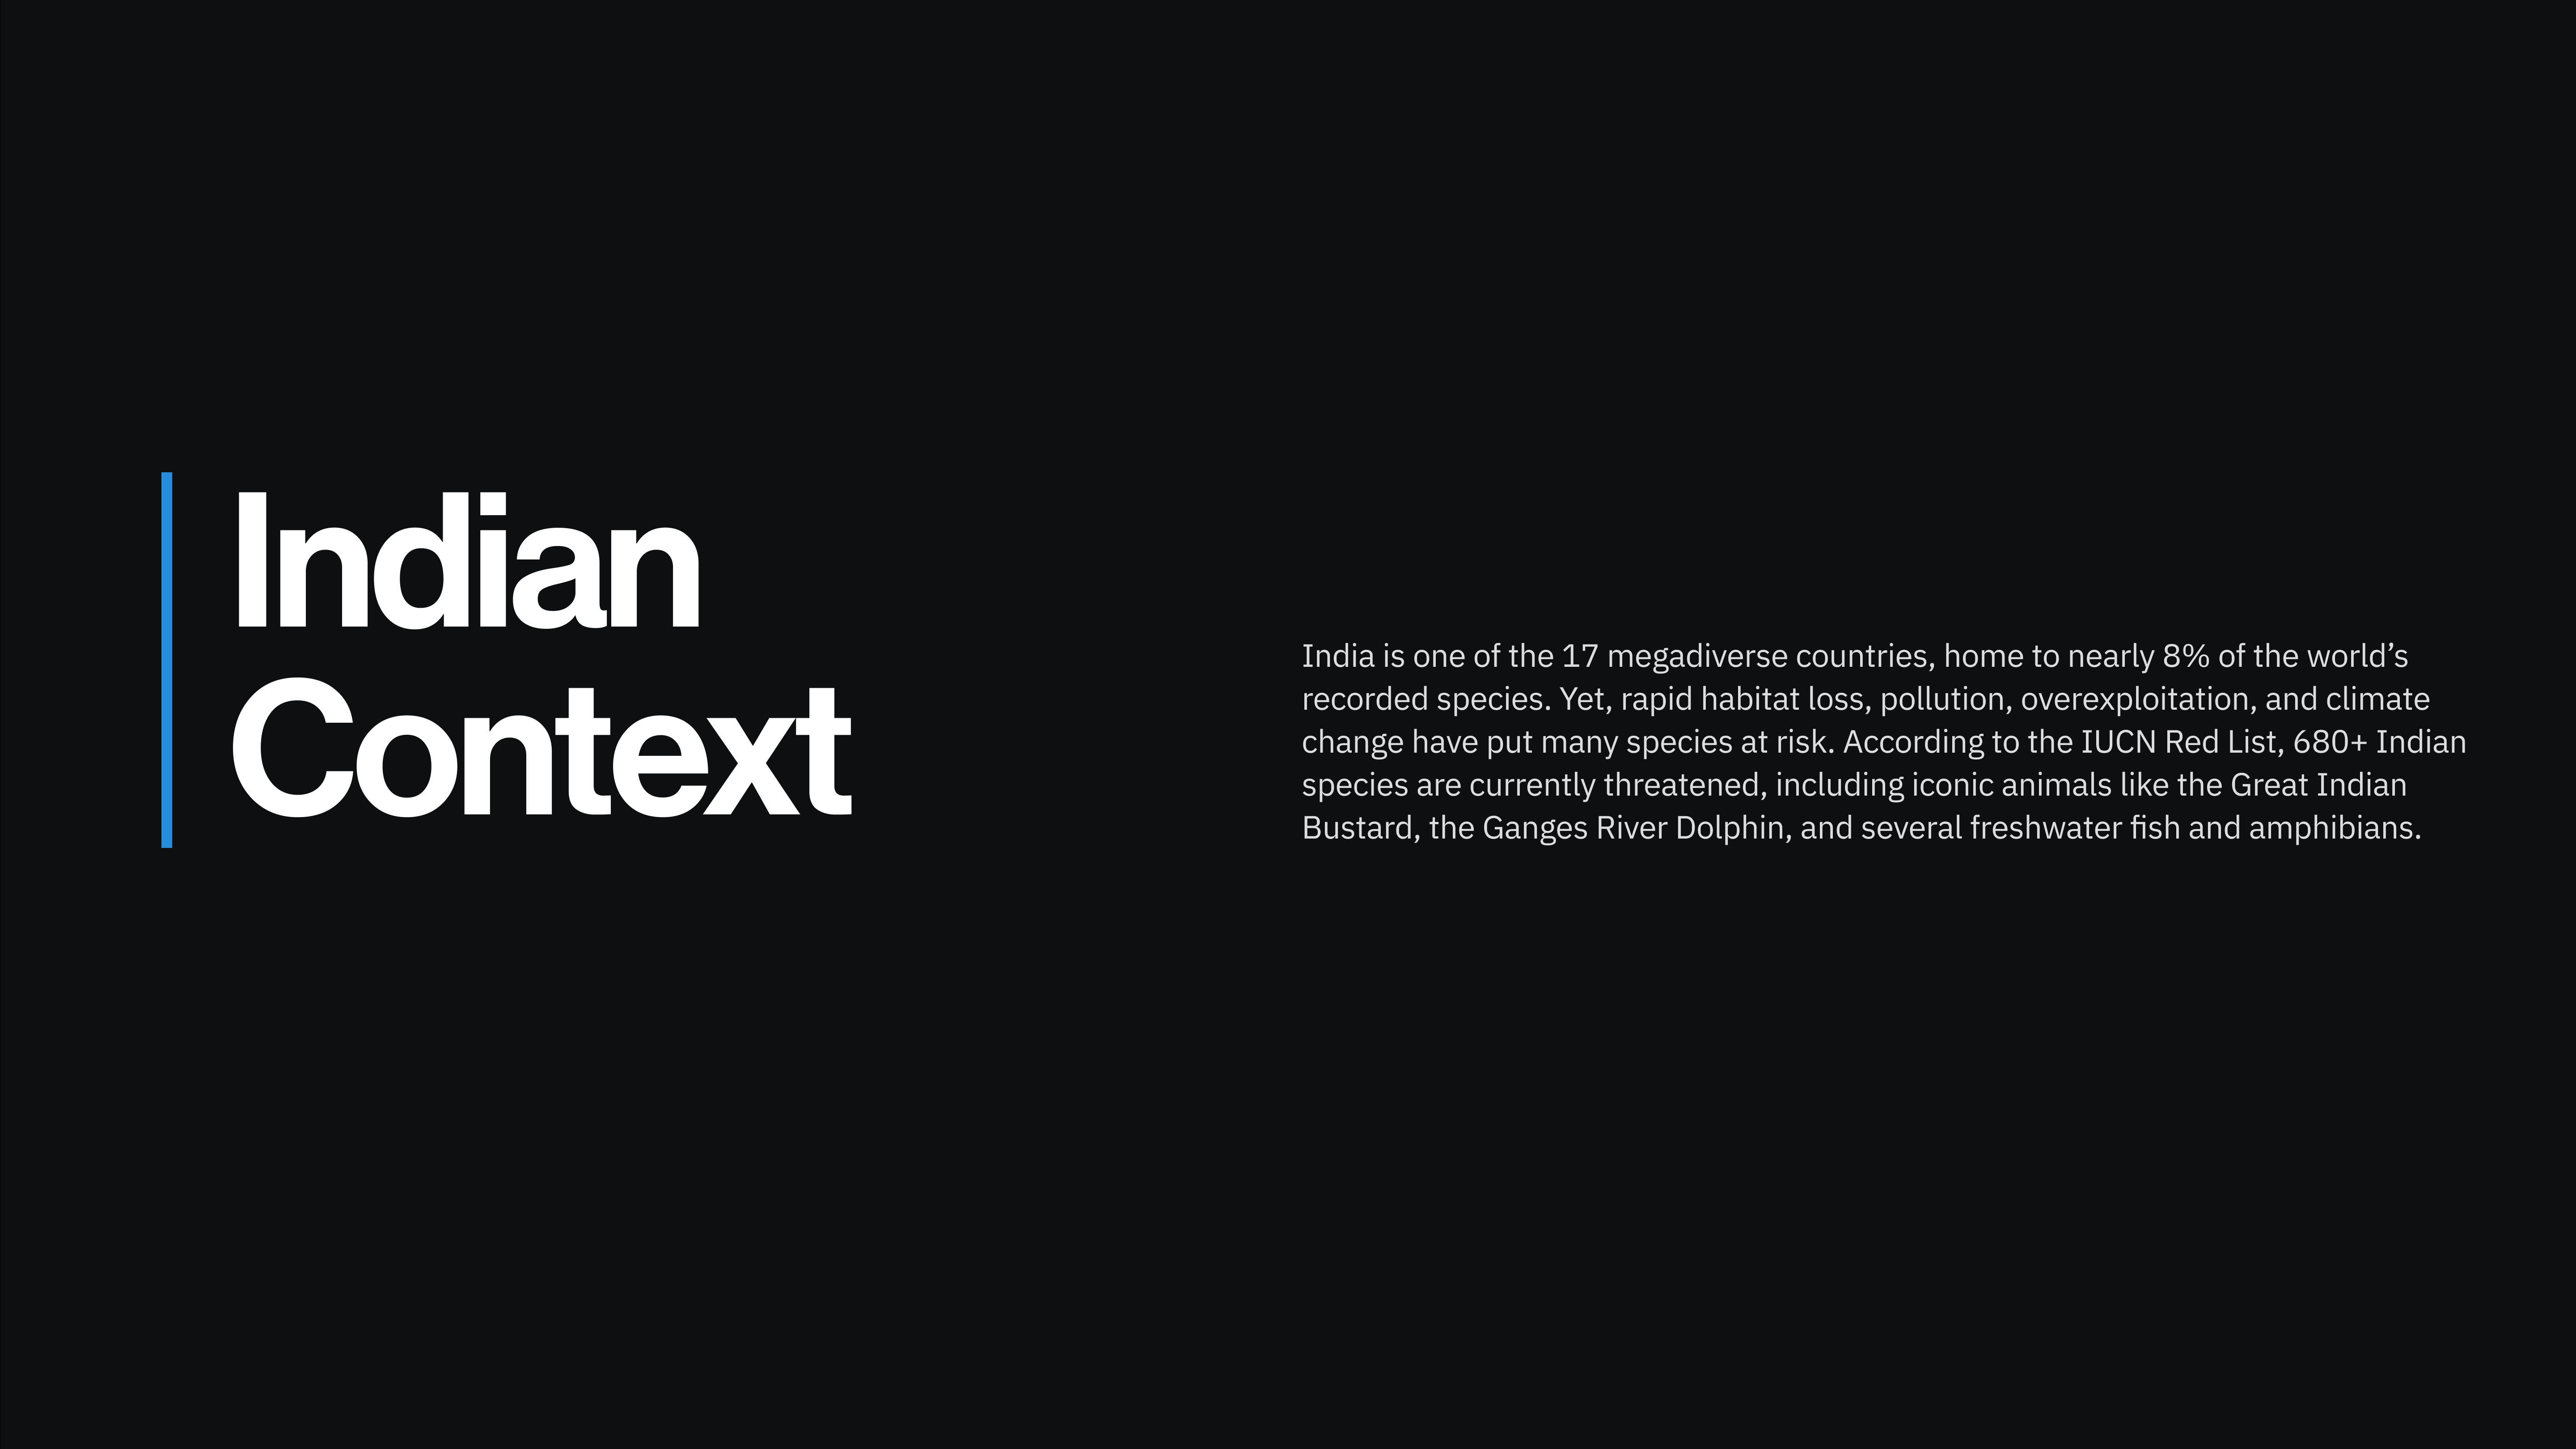 Indian
Context
India is one of the 17 megadiverse countries, home to nearly 8% of the world’s
recorded species. Yet, rapid habitat loss, pollution, overexploitation, and climate
change have put many species at risk. According to the IUCN Red List, 680+ Indian
species are currently threatened, including iconic animals like the Great Indian
Bustard, the Ganges River Dolphin, and several freshwater fish and amphibians.